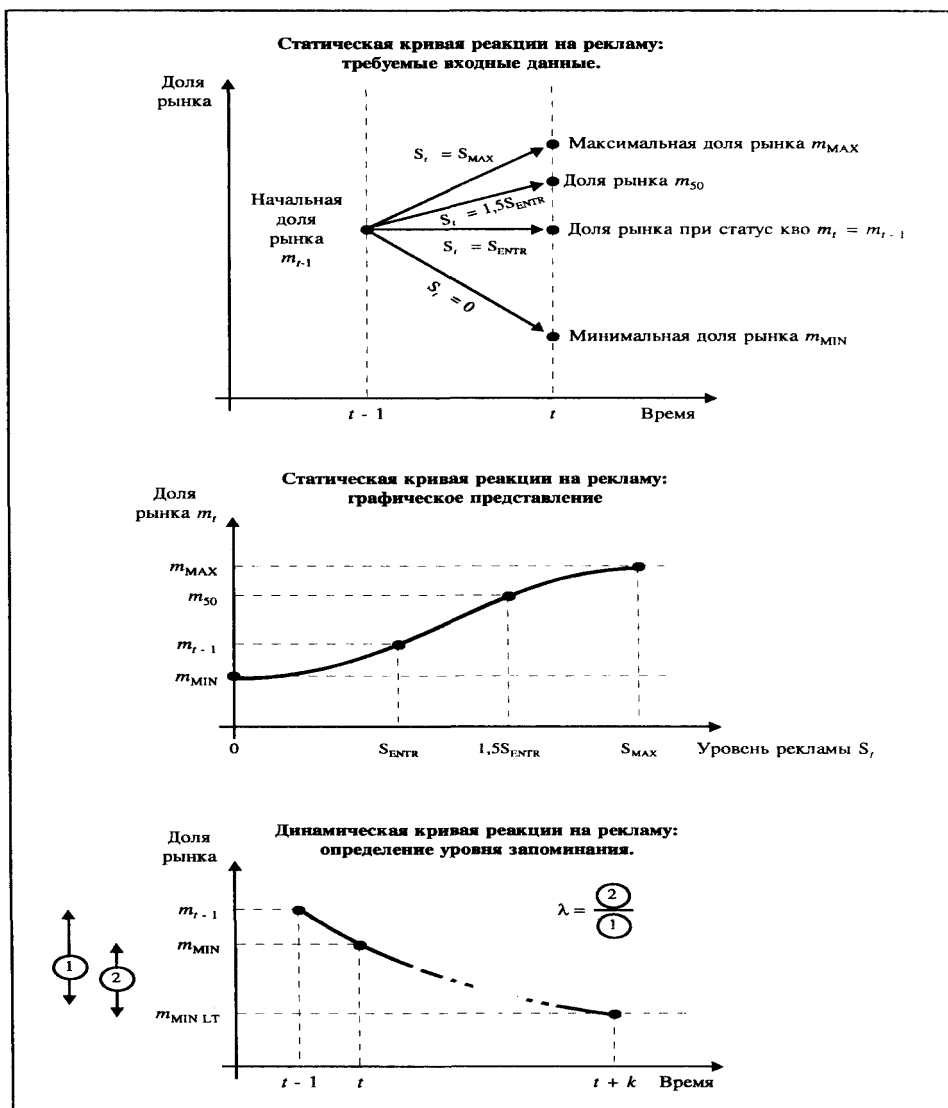 Статическая кривая реакции на рекламу:
требуемые входные данные.
Доля
рынка
S_t = S_MAX
Максимальная доля рынка m_MAX
Доля рынка m_50
Начальная
доля
рынка
m_t-1
S_t = 1,5S_ENTR
S_t = S_ENTR
Доля рынка при статус кво m_t = m_t - 1
S_t = 0
Минимальная доля рынка m_MIN
t - 1
t
Время
Статическая кривая реакции на рекламу:
графическое представление
Доля
рынка m_t
m_MAX
m_50
m_t - 1
m_MIN
0
S_ENTR
1,5S_ENTR
S_MAX
Уровень рекламы S_t
Динамическая кривая реакции на рекламу:
определение уровня запоминания.
Доля
рынка
m_t - 1
m_MIN
m_MIN LT
1
2
λ = 2
1
t - 1
t
t + k
Время